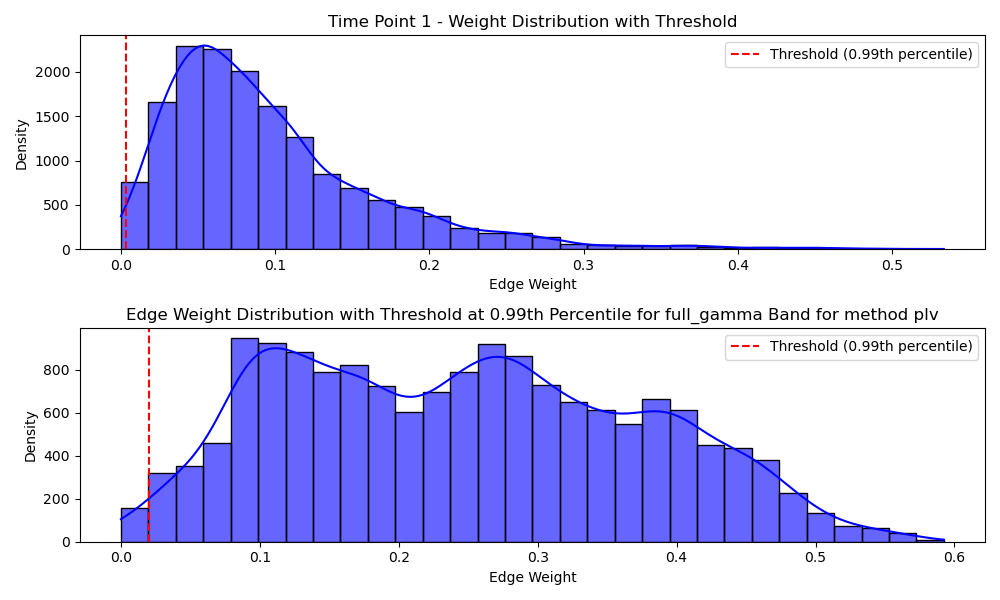 Time Point 1 - Weight Distribution with Threshold
Threshold (0.99th percentile)
Density
2000
1500
1000
500
0
0.0 0.1 0.2 0.3 0.4 0.5
Edge Weight
Edge Weight Distribution with Threshold at 0.99th Percentile for full_gamma Band for method plv
Threshold (0.99th percentile)
Density
800
600
400
200
0
0.0 0.1 0.2 0.3 0.4 0.5 0.6
Edge Weight